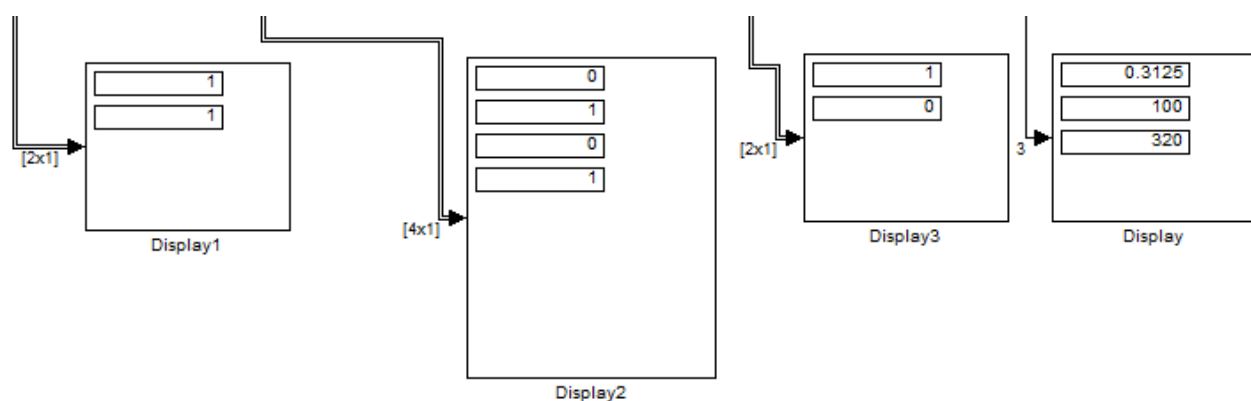 1
1
[2x1]
Display1
0
1
0
1
[4x1]
Display2
1
0
[2x1]
Display3
0.3125
100
320
3
Display